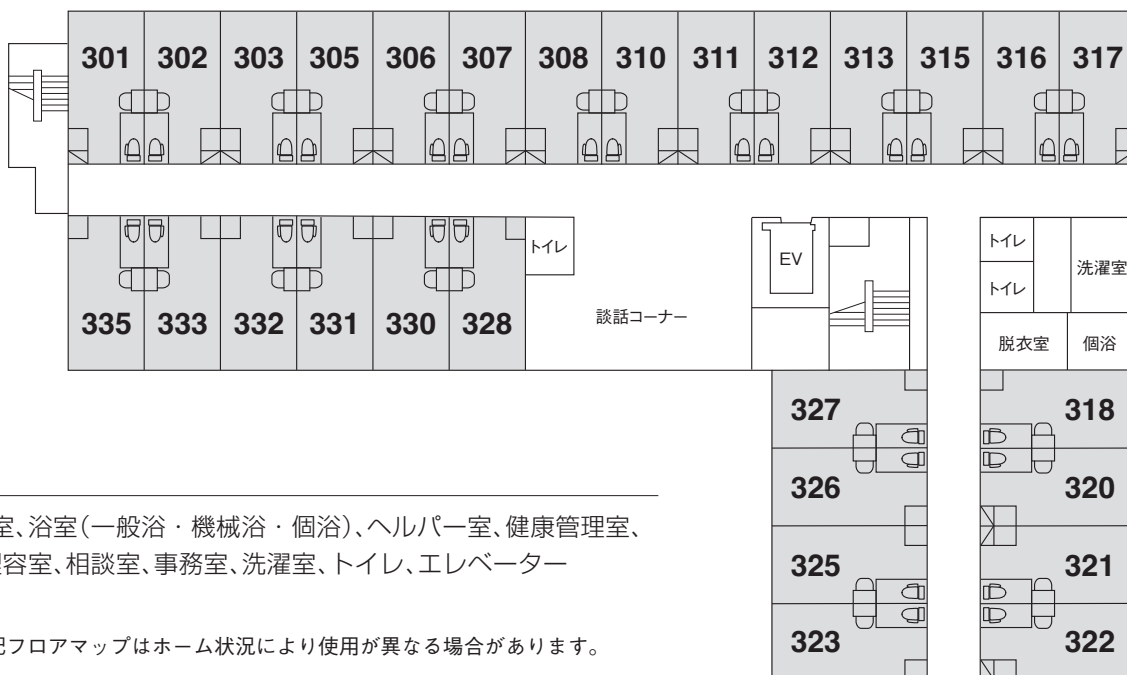 301 302 303 305 306 307 308 310 311 312 313 315 316 317
トイレ
EV
トイレ
洗濯室
トイレ
談話コーナー
脱衣室 個浴
335 333 332 331 330 328
327 318
326 320
325 321
323 322
室、浴室(一般浴・機械浴・個浴)、ヘルパー室、健康管理室、
容室、相談室、事務室、洗濯室、トイレ、エレベーター
フロアマップはホーム状況により使用が異なる場合があります。